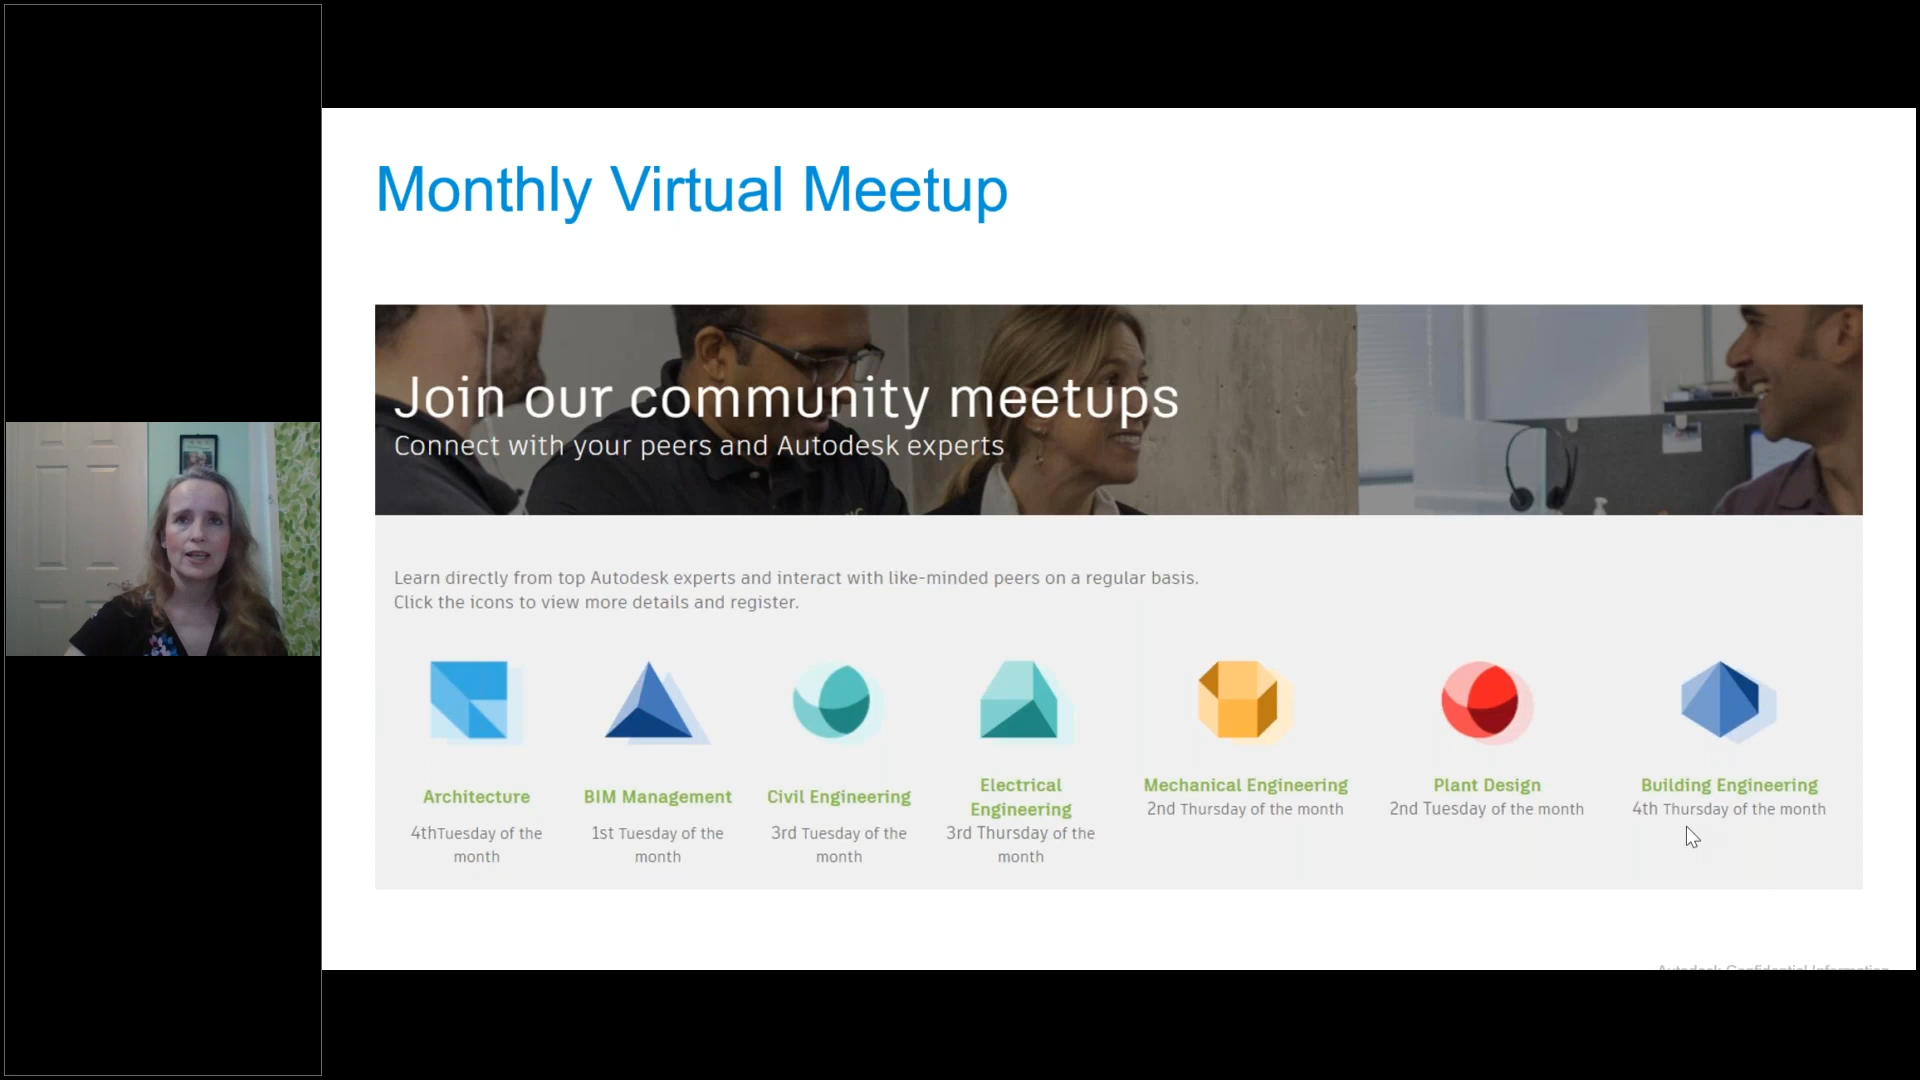 Monthly Virtual Meetup
Join our community meetups
Connect with your peers and Autodesk experts
Learn directly from top Autodesk experts and interact with like-minded peers on a regular basis.
Click the icons to view more details and register.
Architecture
4thTuesday of the
month
BIM Management
1st Tuesday of the
month
Civil Engineering
3rd Tuesday of the
month
Electrical
Engineering
3rd Thursday of the
month
Mechanical Engineering
2nd Thursday of the month
Plant Design
2nd Tuesday of the month
Building Engineering
4th Thursday of the month